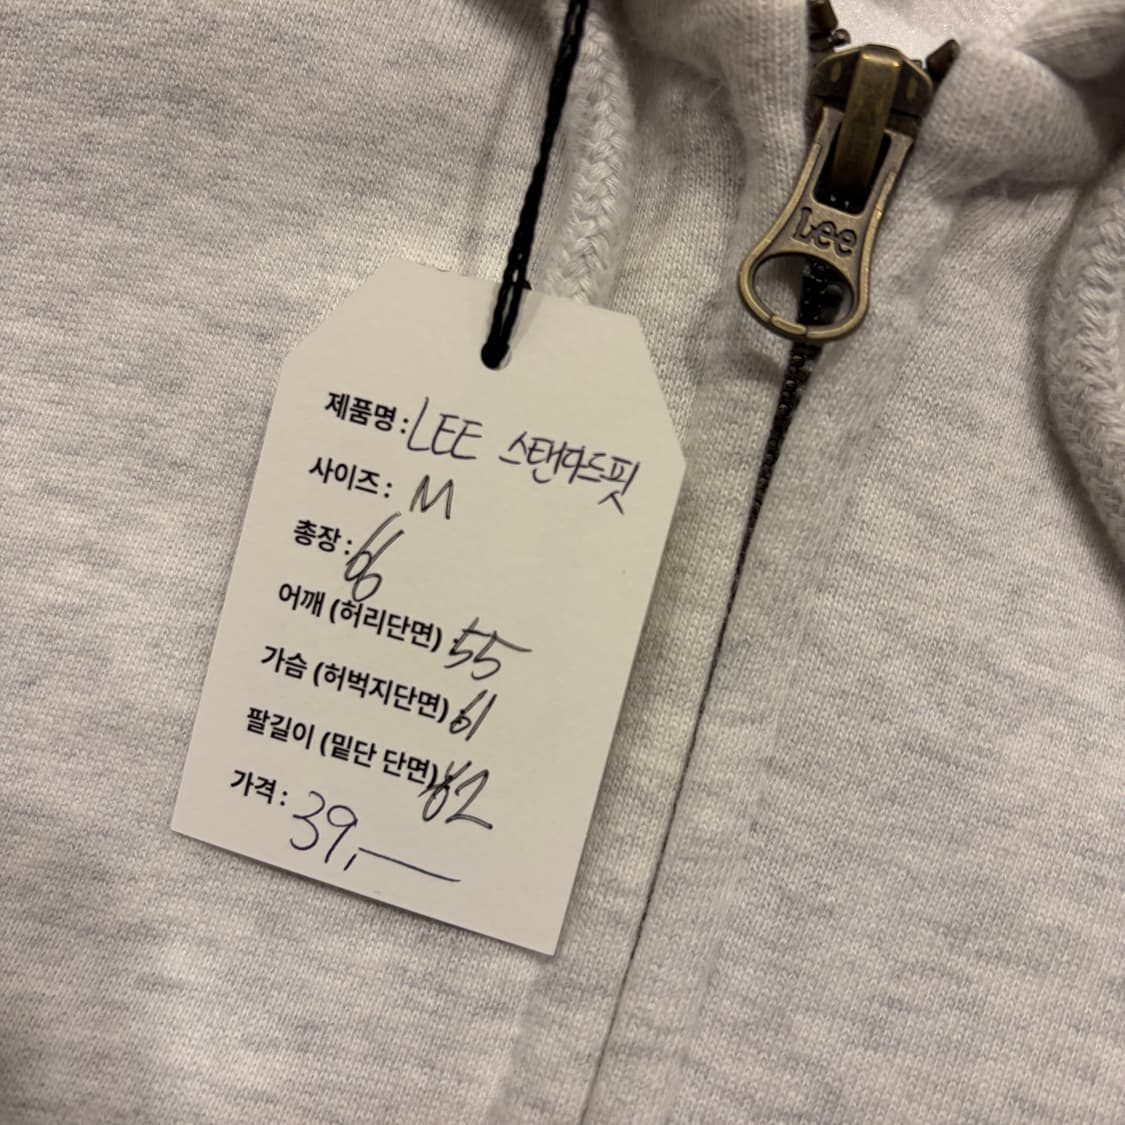 Lee
제품명 : LEE 스탠다드핏
사이즈 : M
총장 : 66
어깨 (허리단면) 55
가슴 (허벅지단면) 61
팔길이 (밑단 단면)
가격 : 39,—